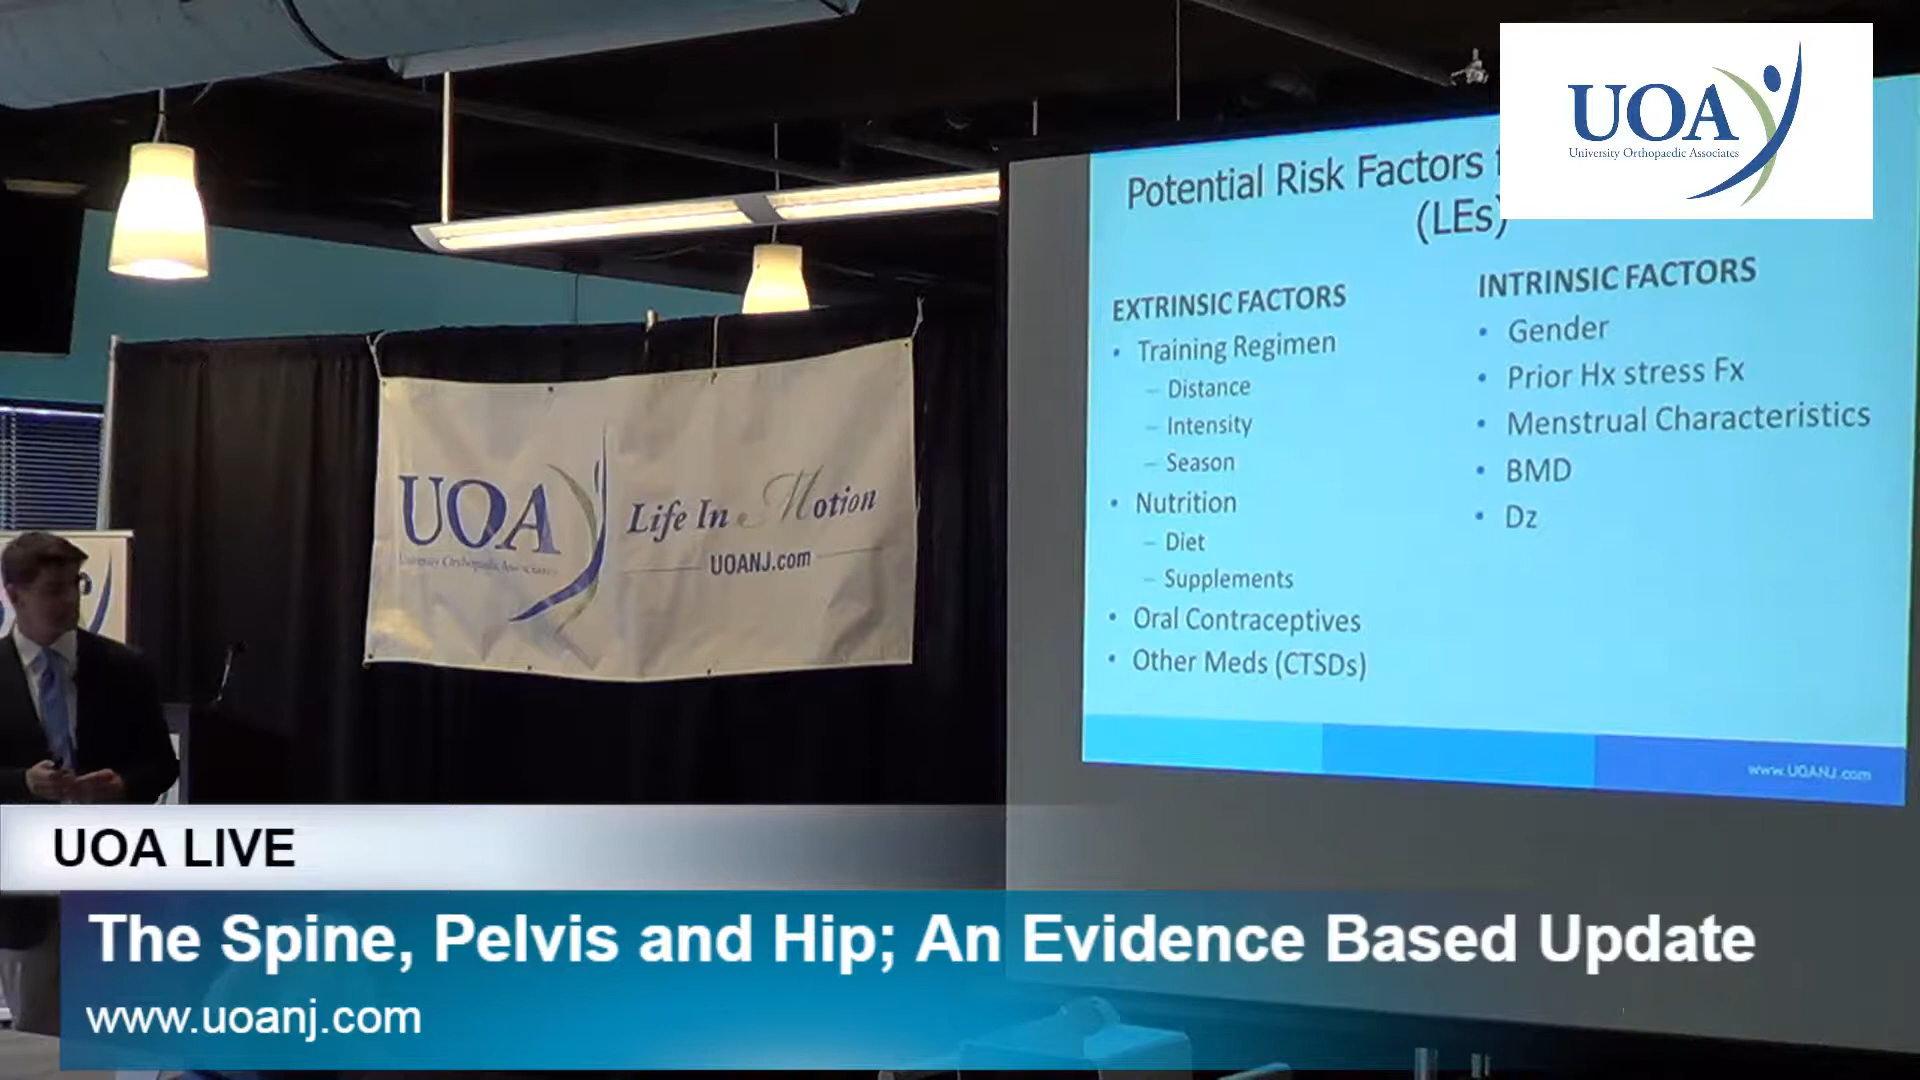 UOA
University Orthopaedic Associates
Potential Risk Factors
(LEs)
EXTRINSIC FACTORS
• Training Regimen
– Distance
– Intensity
– Season
• Nutrition
– Diet
– Supplements
• Oral Contraceptives
• Other Meds (CTSDs)
INTRINSIC FACTORS
• Gender
• Prior Hx stress Fx
• Menstrual Characteristics
• BMD
• Dz
www.UOANJ.com
UOA
University Orthopaedic Associates
Life In Motion
UOANJ.com
UOA LIVE
The Spine, Pelvis and Hip; An Evidence Based Update
www.uoanj.com